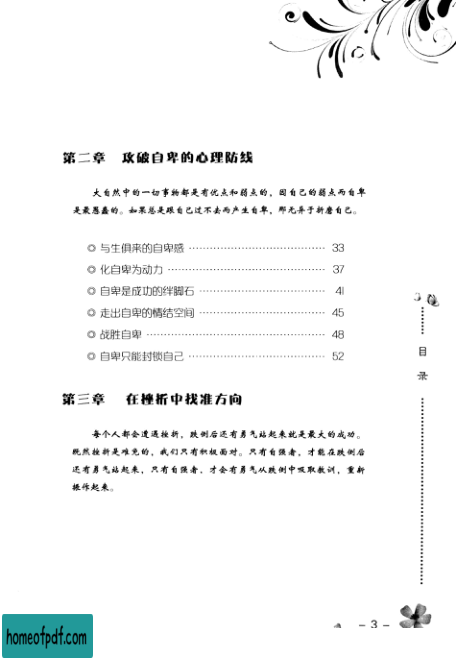 第二章 攻破自卑的心理防线
大自然中的一切事物都是有优点和弱点的，因自己的弱点而自卑
是最愚蠢的。如果总是跟自己过不去而产生自卑，那无异于折磨自己。
◎ 与生俱来的自卑感 …………………………………… 33
◎ 化自卑为动力 …………………………………… 37
◎ 自卑是成功的绊脚石 …………………………………… 41
◎ 走出自卑的情结空间 …………………………………… 45
◎ 战胜自卑 …………………………………… 48
◎ 自卑只能封锁自己 …………………………………… 52
目
录
第三章 在挫折中找准方向
每个人都会遭遇挫折，跌倒后还有勇气站起来就是最大的成功。
既然挫折是难免的，我们只有积极面对。只有自强者，才能在跌倒后
还有勇气站起来，只有自强者，才会有勇气从跌倒中吸取教训，重新
振作起来。
- 3 -
homeofpdf.com